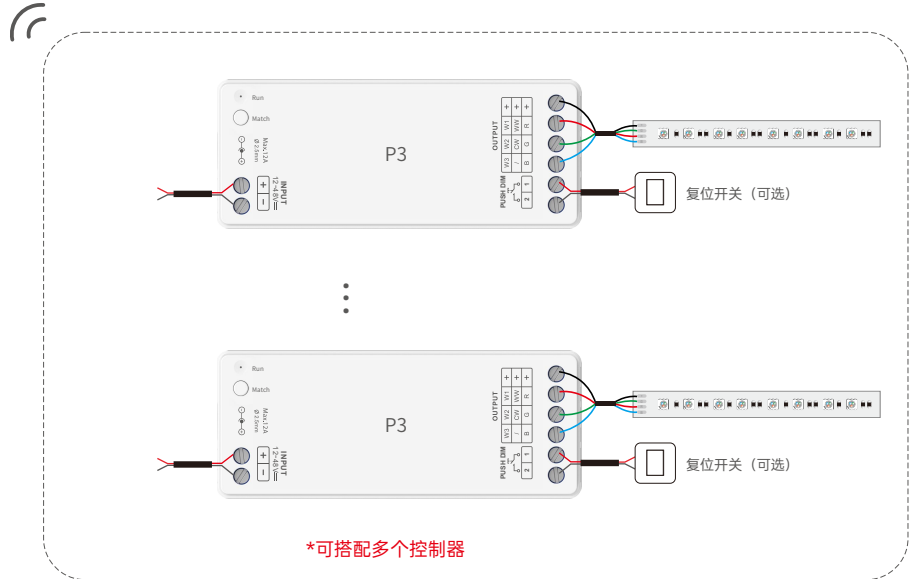 Run
Match
Max.12A
Ø 2.5mm
INPUT
12~48V
+
−
P3
OUTPUT
W1 W2 W3
+ + +
WW CW /
R G B
PUSH DIM
1
2
复位开关（可选）
Run
Match
Max.12A
Ø 2.5mm
INPUT
12~48V
+
−
P3
OUTPUT
W1 W2 W3
+ + +
WW CW /
R G B
PUSH DIM
1
2
复位开关（可选）
*可搭配多个控制器